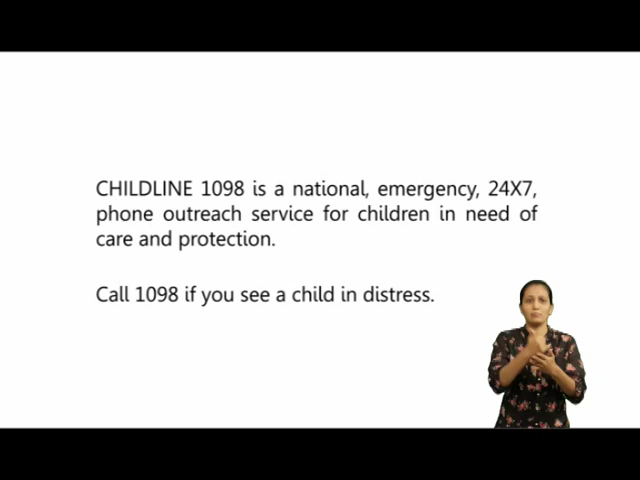 CHILDLINE 1098 is a national, emergency, 24X7,
phone outreach service for children in need of
care and protection.
Call 1098 if you see a child in distress.